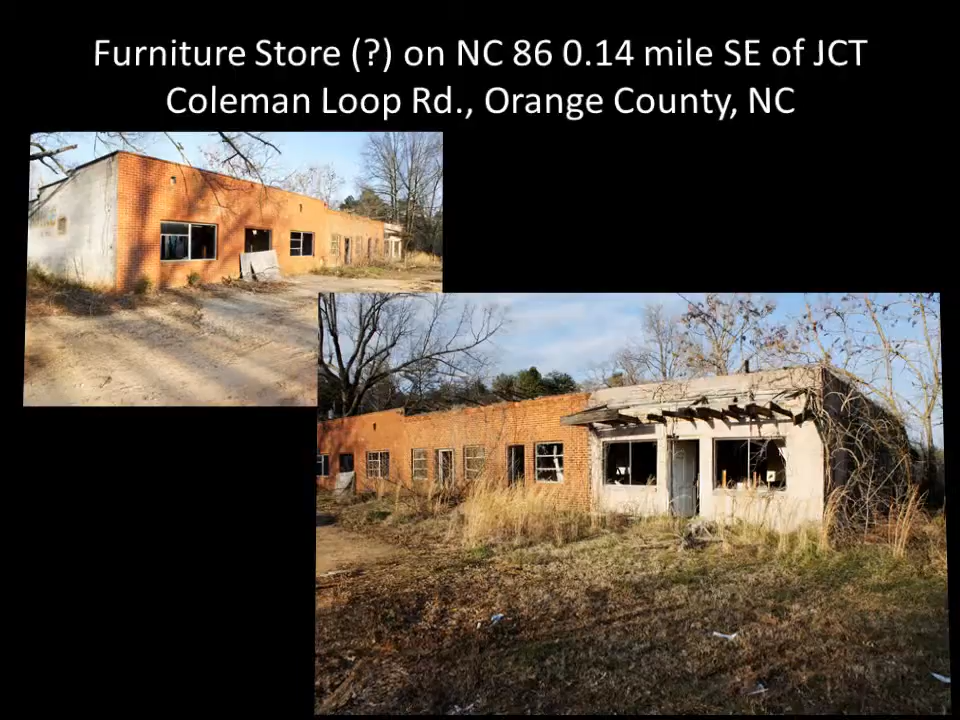 Furniture Store (?) on NC 86 0.14 mile SE of JCT
Coleman Loop Rd., Orange County, NC